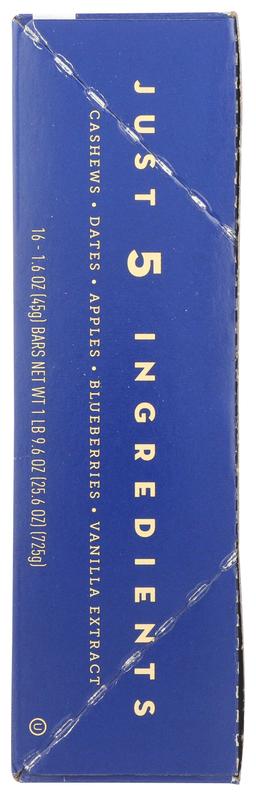 JUST 5 INGREDIENTS
CASHEWS • DATES • APPLES • BLUEBERRIES • VANILLA EXTRACT
16 - 1.6 OZ (45g) BARS NET WT 1 LB 9.6 OZ (25.6 OZ) (725g)
U